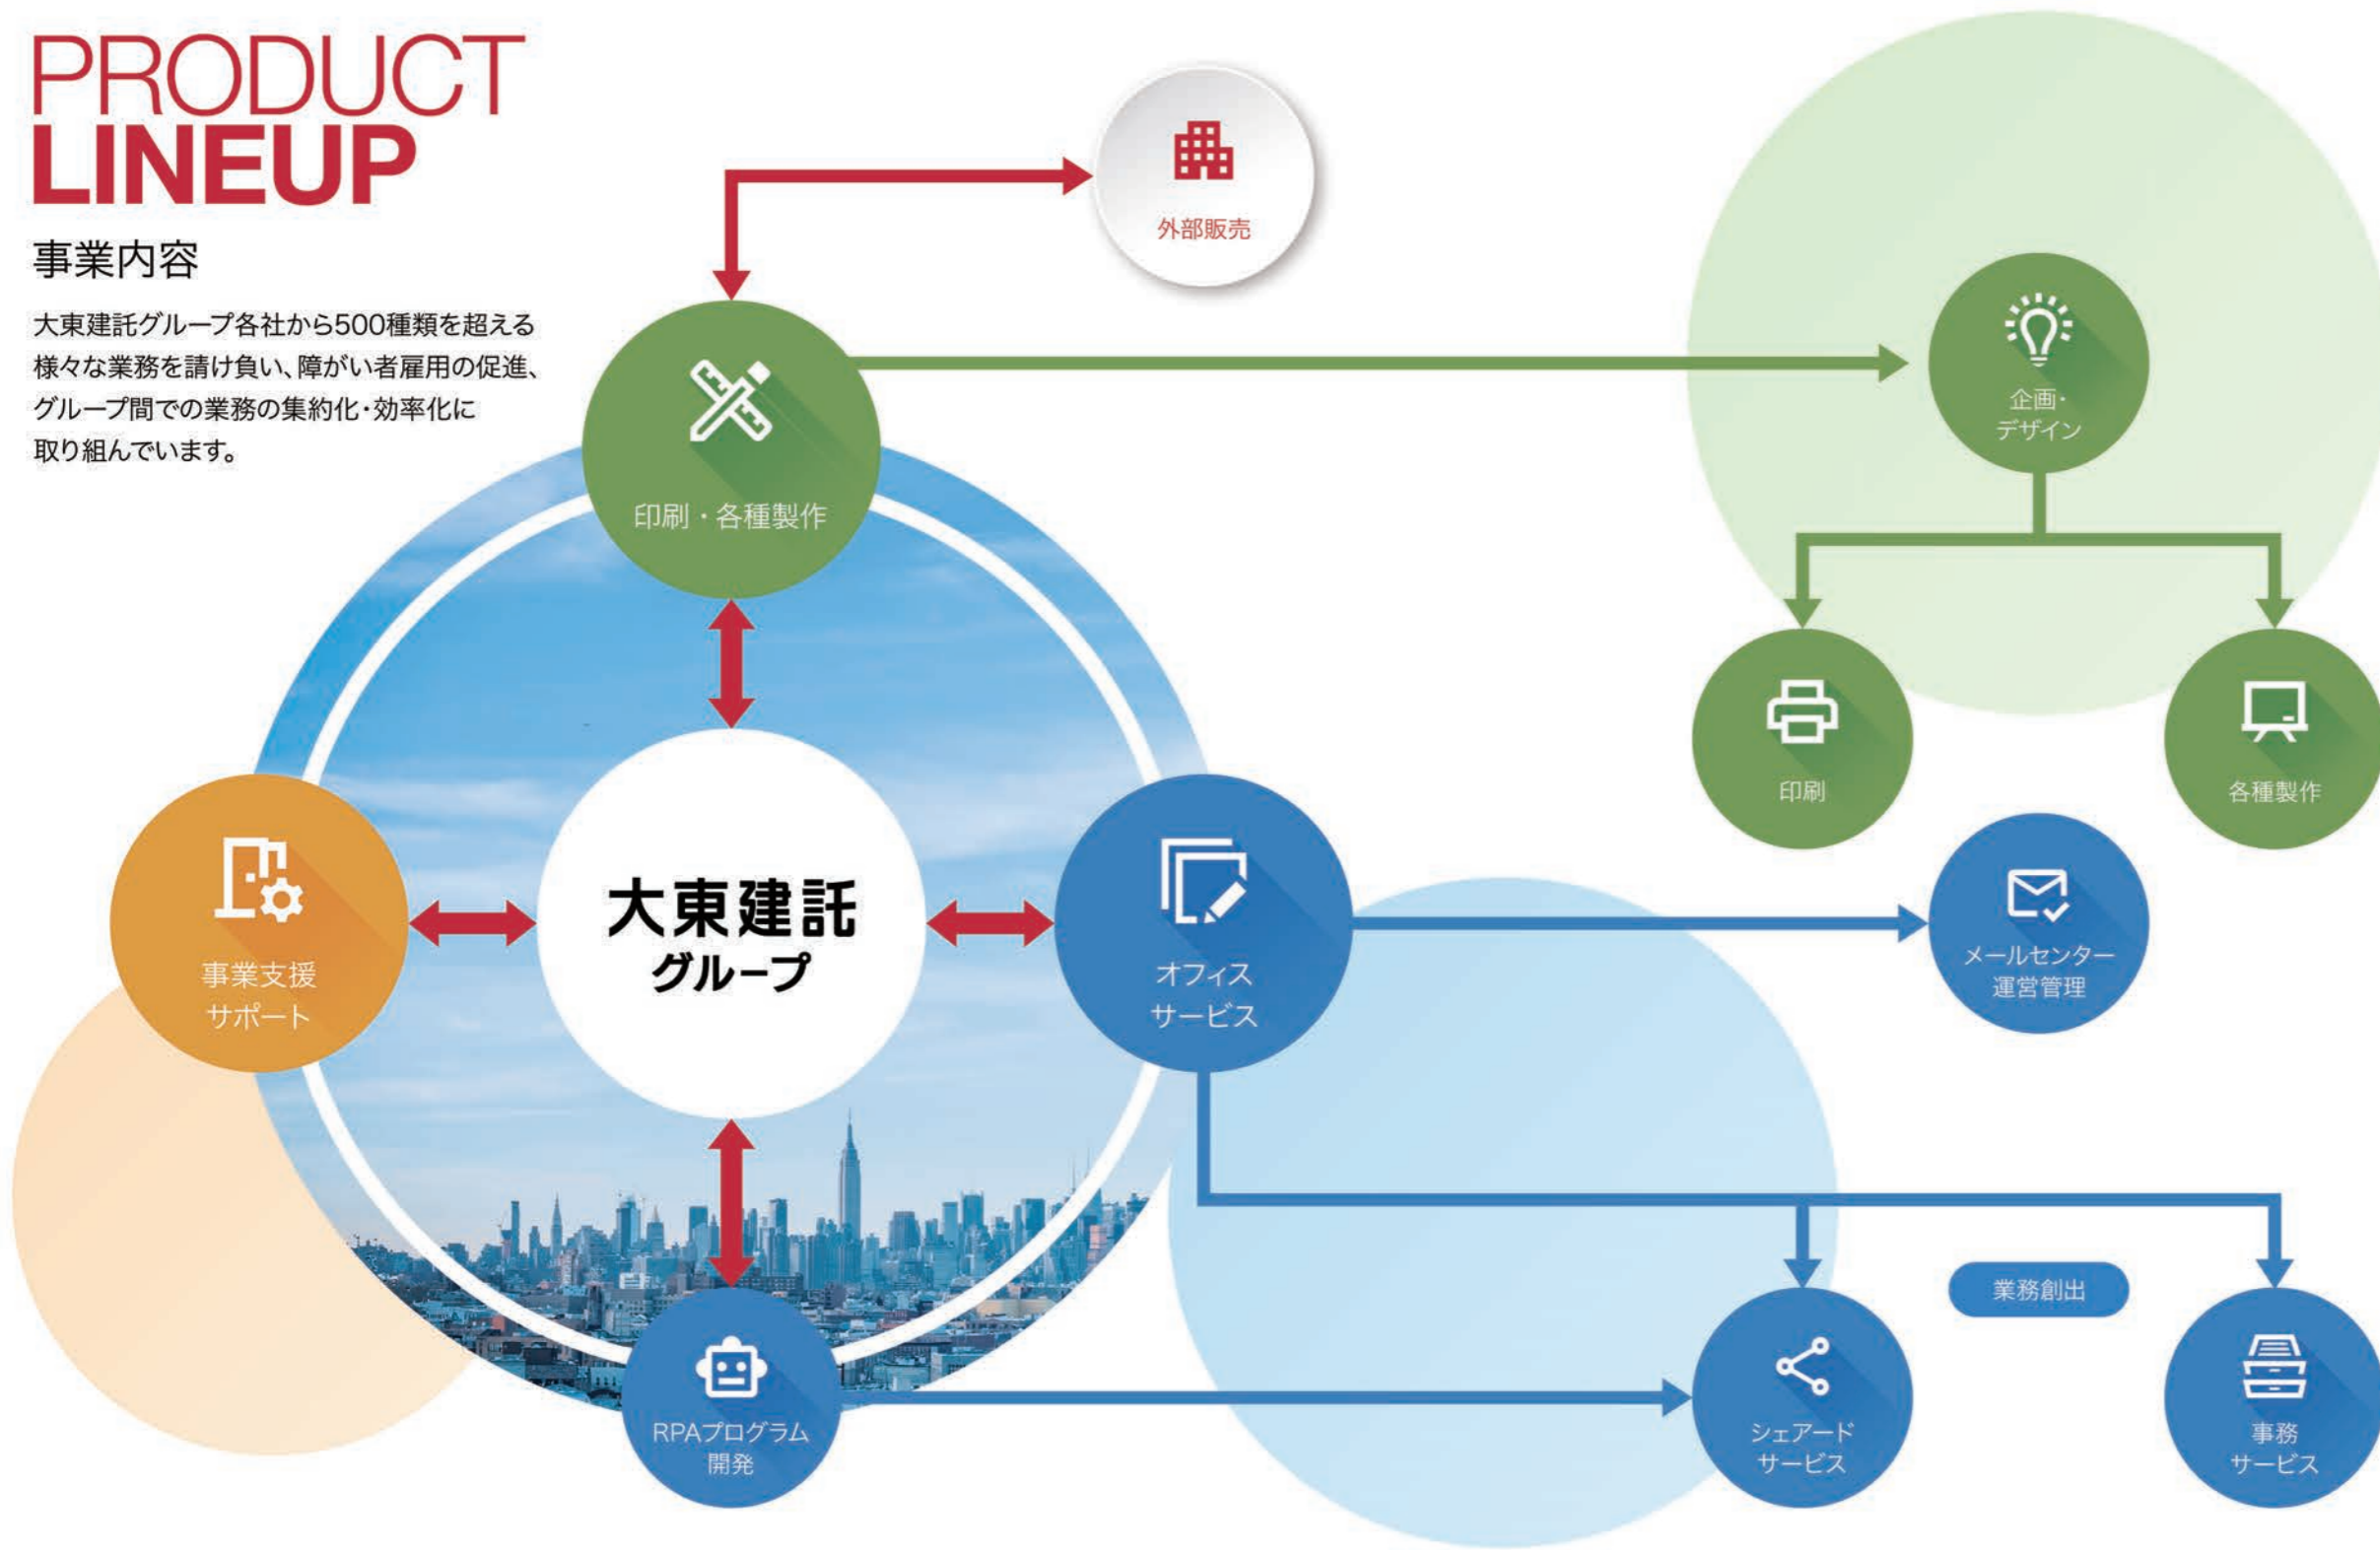 PRODUCT
LINEUP
事業内容
大東建託グループ各社から500種類を超える
様々な業務を請け負い、障がい者雇用の促進、
グループ間での業務の集約化・効率化に
取り組んでいます。
外部販売
印刷・各種製作
企画・
デザイン
印刷
各種製作
事業支援
サポート
大東建託
グループ
オフィス
サービス
メールセンター
運営管理
業務創出
RPAプログラム
開発
シェアード
サービス
事務
サービス